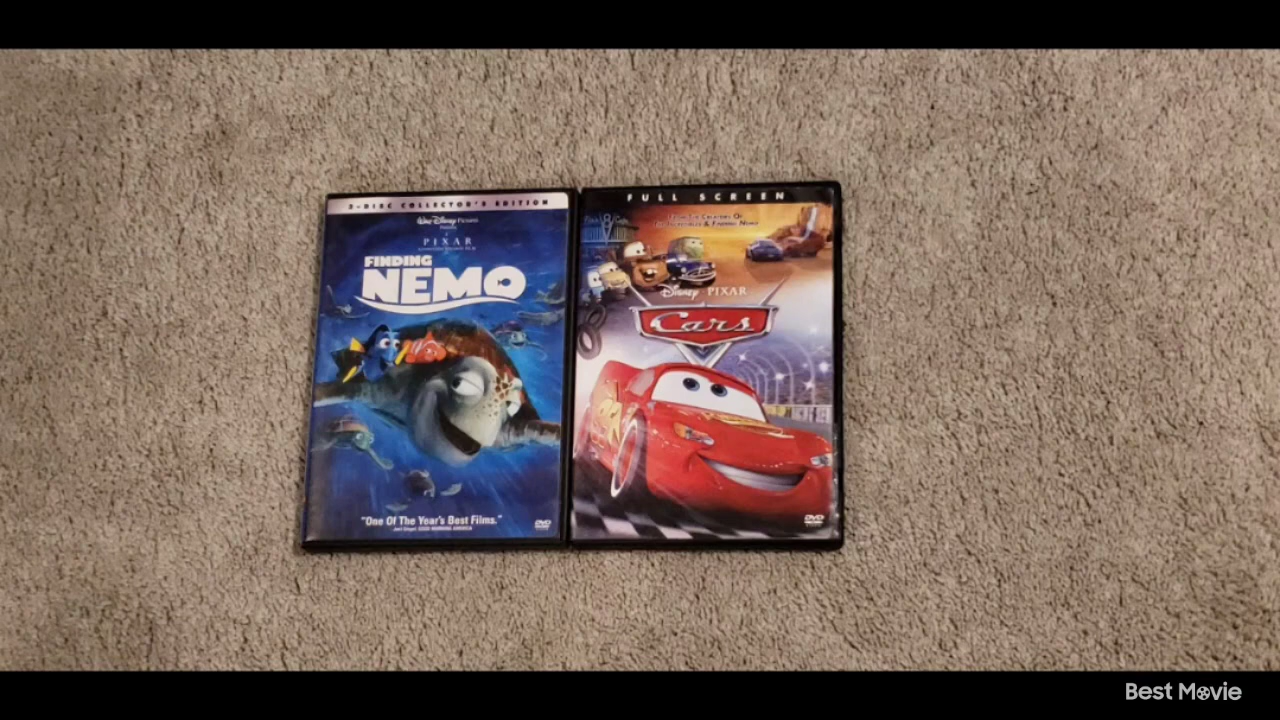 2-DISC COLLECTOR'S EDITION
Walt Disney Pictures
Presents
A
PIXAR
FINDING
NEMO
"One Of The Year's Best Films."
DVD
FULL SCREEN
FROM THE CREATORS OF
THE INCREDIBLES & FINDING NEMO
Disney PIXAR
Cars
DVD
Best Movie